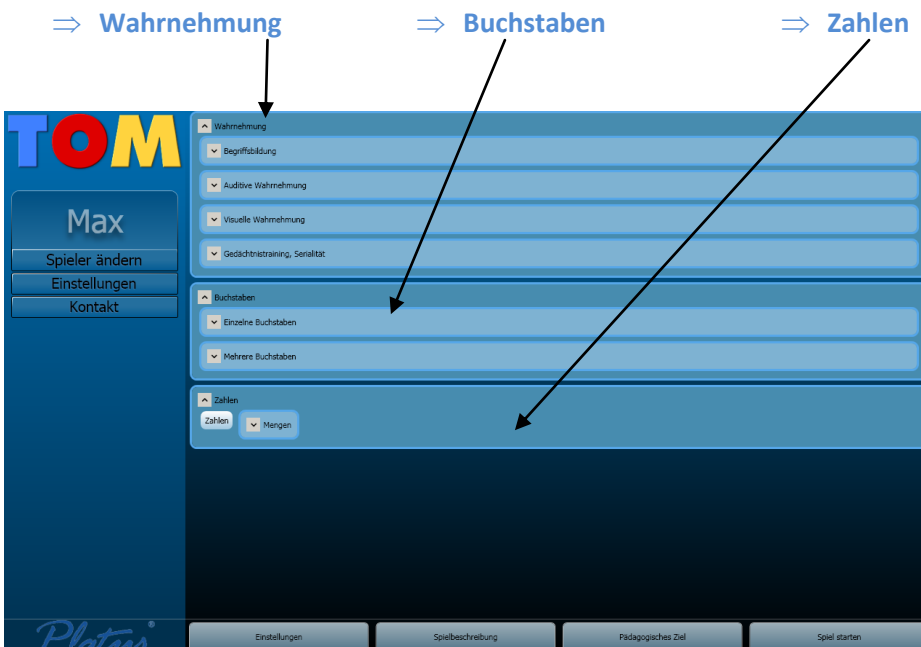 ⇒ Wahrnehmung ⇒ Buchstaben ⇒ Zahlen
TOM
Max
Spieler ändern
Einstellungen
Kontakt
Wahrnehmung
Begriffsbildung
Auditive Wahrnehmung
Visuelle Wahrnehmung
Gedächtnistraining, Serialität
Buchstaben
Einzelne Buchstaben
Mehrere Buchstaben
Zahlen
Zahlen Mengen
Einstellungen Spielbeschreibung Pädagogisches Ziel Spiel starten